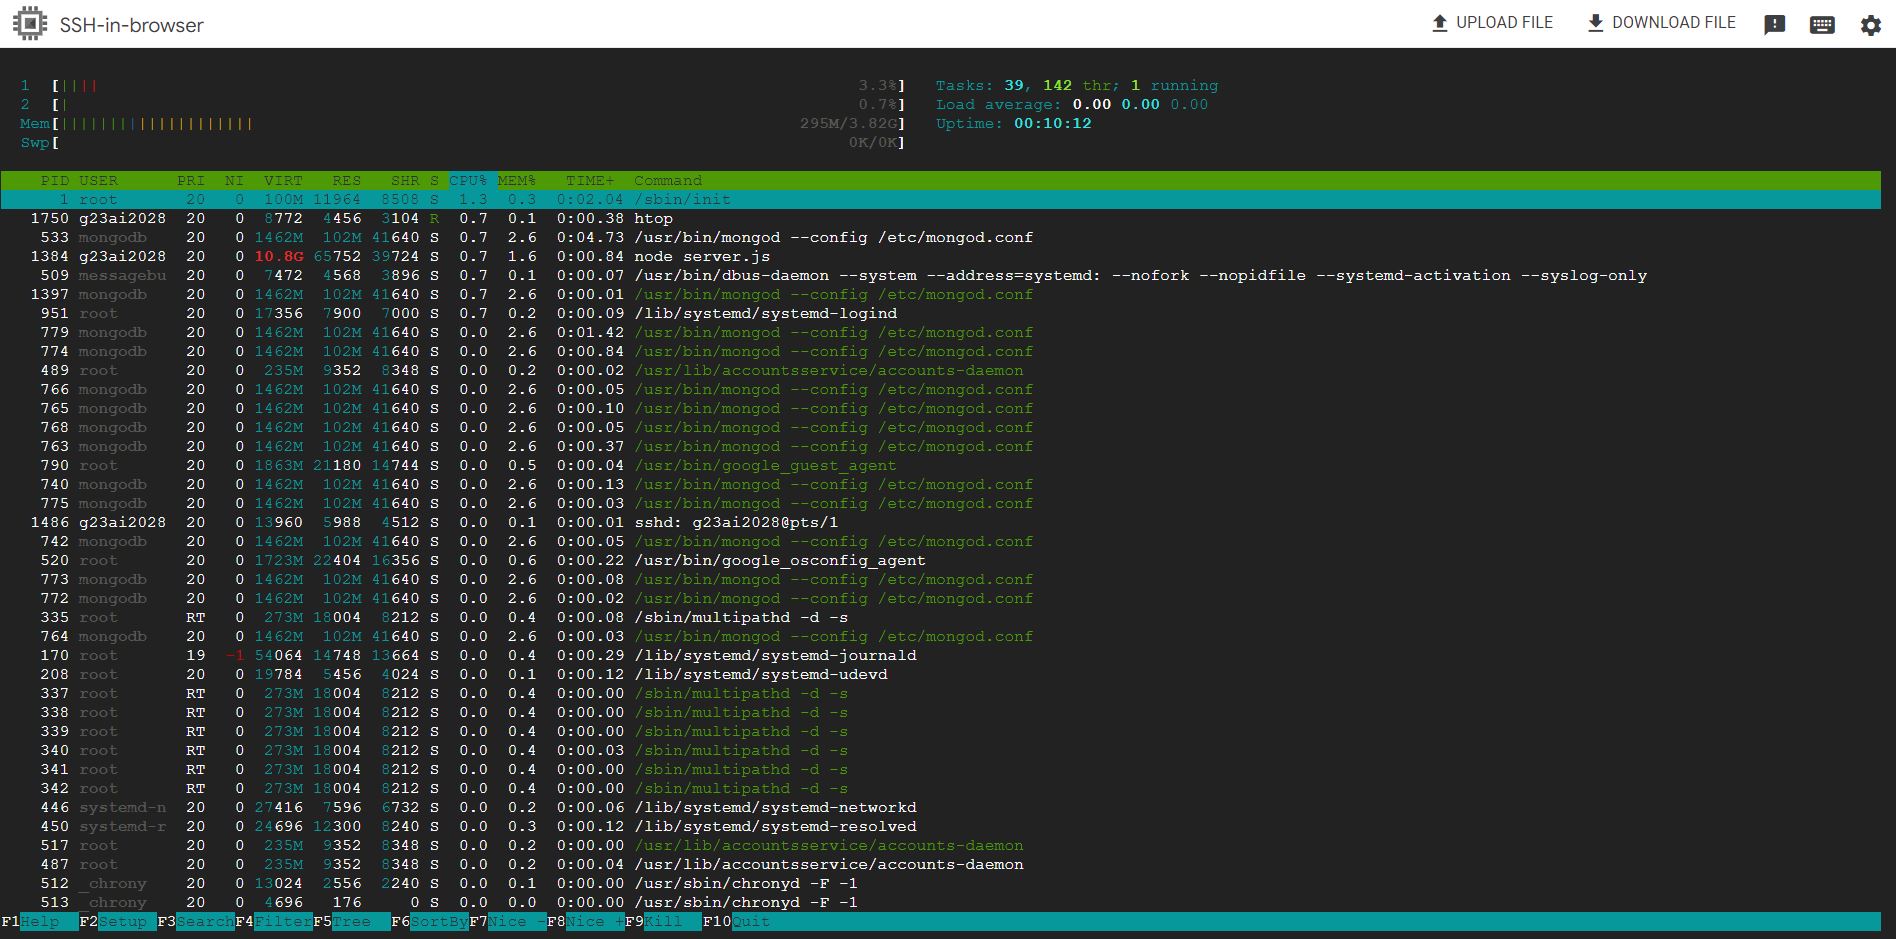 SSH-in-browser
UPLOAD FILE
DOWNLOAD FILE
1 [|||| 3.3%] Tasks: 39, 142 thr; 1 running
2 [| 0.7%] Load average: 0.00 0.00 0.00
Mem[|||||||||||||||||||| 295M/3.82G] Uptime: 00:10:12
Swp[ 0K/0K]
PID USER PRI NI VIRT RES SHR S CPU% MEM% TIME+ Command
1 root 20 0 100M 11964 8508 S 1.3 0.3 0:02.04 /sbin/init
1750 g23ai2028 20 0 8772 4456 3104 R 0.7 0.1 0:00.38 htop
533 mongodb 20 0 1462M 102M 41640 S 0.7 2.6 0:04.73 /usr/bin/mongod --config /etc/mongod.conf
1384 g23ai2028 20 0 10.8G 65752 39724 S 0.7 1.6 0:00.84 node server.js
509 messagebu 20 0 7472 4568 3896 S 0.7 0.1 0:00.07 /usr/bin/dbus-daemon --system --address=systemd: --nofork --nopidfile --systemd-activation --syslog-only
1397 mongodb 20 0 1462M 102M 41640 S 0.7 2.6 0:00.01 /usr/bin/mongod --config /etc/mongod.conf
951 root 20 0 17356 7900 7000 S 0.7 0.2 0:00.09 /lib/systemd/systemd-logind
779 mongodb 20 0 1462M 102M 41640 S 0.0 2.6 0:01.42 /usr/bin/mongod --config /etc/mongod.conf
774 mongodb 20 0 1462M 102M 41640 S 0.0 2.6 0:00.84 /usr/bin/mongod --config /etc/mongod.conf
489 root 20 0 235M 9352 8348 S 0.0 0.2 0:00.02 /usr/lib/accountsservice/accounts-daemon
766 mongodb 20 0 1462M 102M 41640 S 0.0 2.6 0:00.05 /usr/bin/mongod --config /etc/mongod.conf
765 mongodb 20 0 1462M 102M 41640 S 0.0 2.6 0:00.10 /usr/bin/mongod --config /etc/mongod.conf
768 mongodb 20 0 1462M 102M 41640 S 0.0 2.6 0:00.05 /usr/bin/mongod --config /etc/mongod.conf
763 mongodb 20 0 1462M 102M 41640 S 0.0 2.6 0:00.37 /usr/bin/mongod --config /etc/mongod.conf
790 root 20 0 1863M 21180 14744 S 0.0 0.5 0:00.04 /usr/bin/google_guest_agent
740 mongodb 20 0 1462M 102M 41640 S 0.0 2.6 0:00.13 /usr/bin/mongod --config /etc/mongod.conf
775 mongodb 20 0 1462M 102M 41640 S 0.0 2.6 0:00.03 /usr/bin/mongod --config /etc/mongod.conf
1486 g23ai2028 20 0 13960 5988 4512 S 0.0 0.1 0:00.01 sshd: g23ai2028@pts/1
742 mongodb 20 0 1462M 102M 41640 S 0.0 2.6 0:00.05 /usr/bin/mongod --config /etc/mongod.conf
520 root 20 0 1723M 22404 16356 S 0.0 0.6 0:00.22 /usr/bin/google_osconfig_agent
773 mongodb 20 0 1462M 102M 41640 S 0.0 2.6 0:00.08 /usr/bin/mongod --config /etc/mongod.conf
772 mongodb 20 0 1462M 102M 41640 S 0.0 2.6 0:00.02 /usr/bin/mongod --config /etc/mongod.conf
335 root RT 0 273M 18004 8212 S 0.0 0.4 0:00.08 /sbin/multipathd -d -s
764 mongodb 20 0 1462M 102M 41640 S 0.0 2.6 0:00.03 /usr/bin/mongod --config /etc/mongod.conf
170 root 19 -1 54064 14748 13664 S 0.0 0.4 0:00.29 /lib/systemd/systemd-journald
208 root 20 0 19784 5456 4024 S 0.0 0.1 0:00.12 /lib/systemd/systemd-udevd
337 root RT 0 273M 18004 8212 S 0.0 0.4 0:00.00 /sbin/multipathd -d -s
338 root RT 0 273M 18004 8212 S 0.0 0.4 0:00.00 /sbin/multipathd -d -s
339 root RT 0 273M 18004 8212 S 0.0 0.4 0:00.00 /sbin/multipathd -d -s
340 root RT 0 273M 18004 8212 S 0.0 0.4 0:00.03 /sbin/multipathd -d -s
341 root RT 0 273M 18004 8212 S 0.0 0.4 0:00.00 /sbin/multipathd -d -s
342 root RT 0 273M 18004 8212 S 0.0 0.4 0:00.00 /sbin/multipathd -d -s
446 systemd-n 20 0 27416 7596 6732 S 0.0 0.2 0:00.06 /lib/systemd/systemd-networkd
450 systemd-r 20 0 24696 12300 8240 S 0.0 0.3 0:00.12 /lib/systemd/systemd-resolved
517 root 20 0 235M 9352 8348 S 0.0 0.2 0:00.00 /usr/lib/accountsservice/accounts-daemon
487 root 20 0 235M 9352 8348 S 0.0 0.2 0:00.04 /usr/lib/accountsservice/accounts-daemon
512 _chrony 20 0 13024 2556 2240 S 0.0 0.1 0:00.00 /usr/sbin/chronyd -F -1
513 _chrony 20 0 4696 176 0 S 0.0 0.0 0:00.00 /usr/sbin/chronyd -F -1
F1Help F2Setup F3SearchF4FilterF5Tree F6SortByF7Nice -F8Nice +F9Kill F10Quit